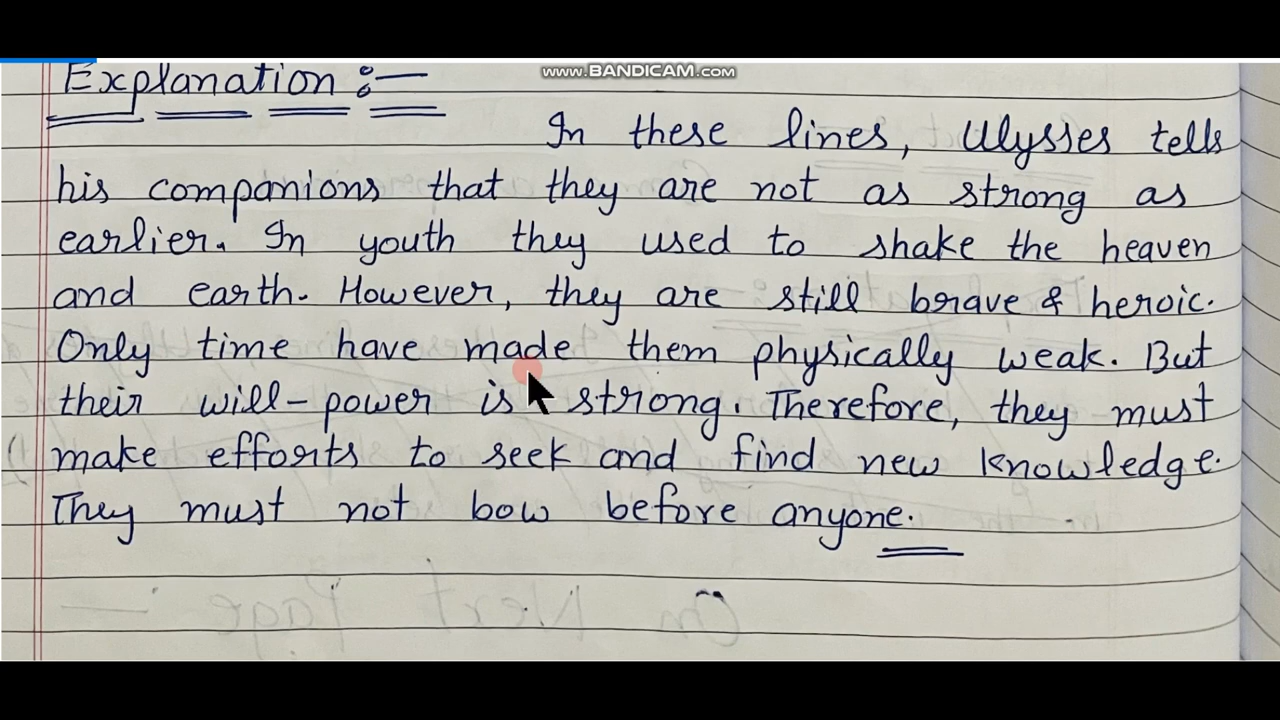 www.BANDICAM.com
Explanation :—
In these lines, Ulysses tells
his companions that they are not as strong as
earlier. In youth they used to shake the heaven
and earth. However, they are still brave & heroic.
Only time have made them physically weak. But
their will-power is strong. Therefore, they must
make efforts to seek and find new knowledge.
They must not bow before anyone.
On Next Page :—